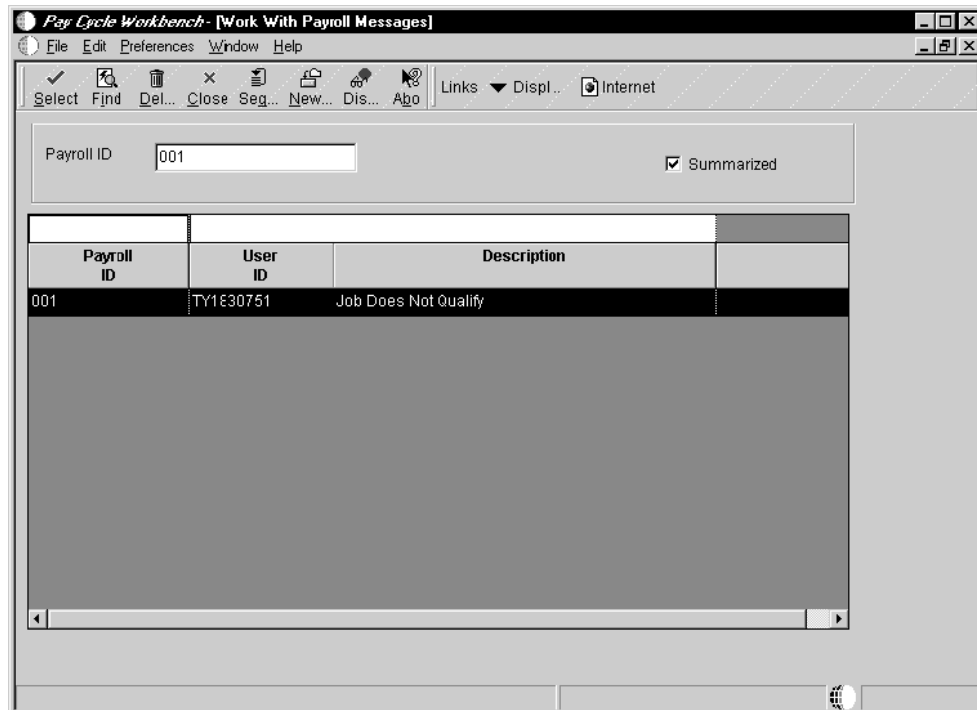 Pay Cycle Workbench - [Work With Payroll Messages]
File Edit Preferences Window Help
Select Find Del... Close Seq... New... Dis... Abo Links Displ... Internet
Payroll ID 001 Summarized
Payroll ID User ID Description
001 TY1830751 Job Does Not Qualify